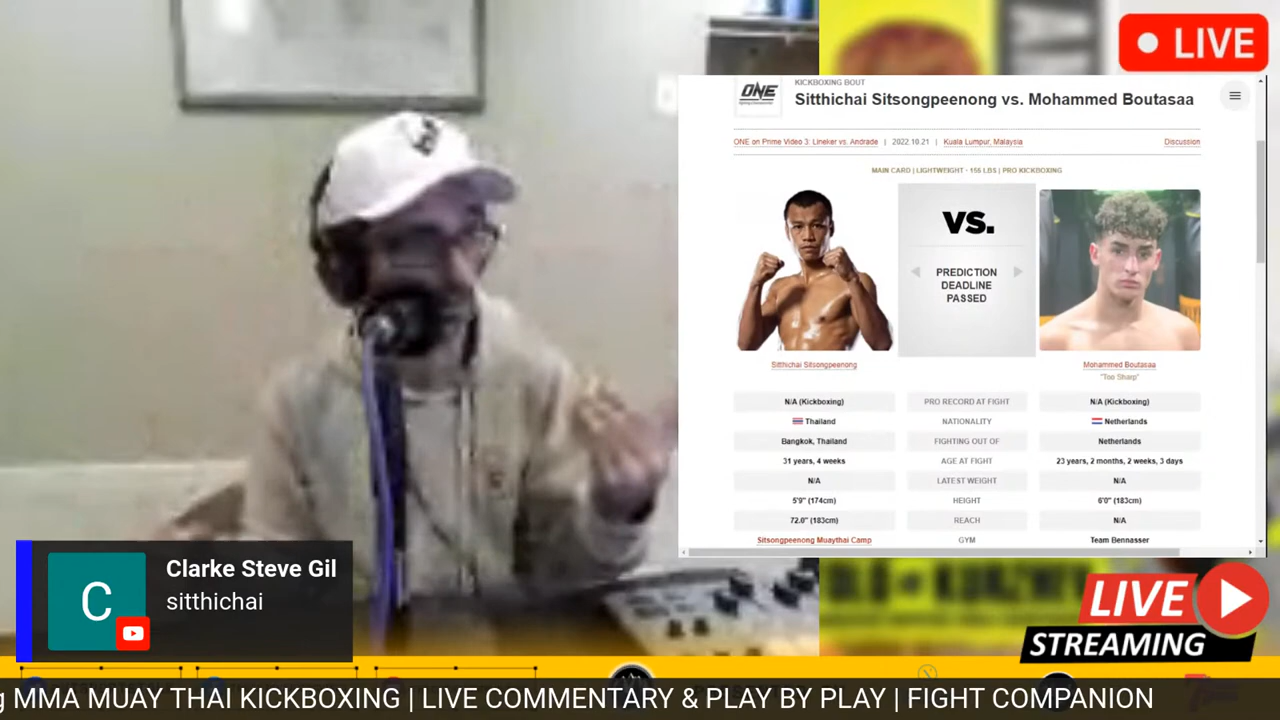 LIVE
KICKBOXING BOUT
ONE
Sitthichai Sitsongpeenong vs. Mohammed Boutasaa
ONE on Prime Video 3: Lineker vs. Andrade | 2022.10.21 | Kuala Lumpur, Malaysia
Discussion
MAIN CARD | LIGHTWEIGHT · 155 LBS | PRO KICKBOXING
VS.
PREDICTION
DEADLINE
PASSED
Sitthichai Sitsongpeenong
Mohammed Boutasaa
"Too Sharp"
N/A (Kickboxing) PRO RECORD AT FIGHT N/A (Kickboxing)
Thailand NATIONALITY Netherlands
Bangkok, Thailand FIGHTING OUT OF Netherlands
31 years, 4 weeks AGE AT FIGHT 23 years, 2 months, 2 weeks, 3 days
N/A LATEST WEIGHT N/A
5'9" (174cm) HEIGHT 6'0" (183cm)
72.0" (183cm) REACH N/A
Sitsongpeenong Muaythai Camp GYM Team Bennasser
C
Clarke Steve Gil
sitthichai
LIVE
STREAMING
g MMA MUAY THAI KICKBOXING | LIVE COMMENTARY & PLAY BY PLAY | FIGHT COMPANION